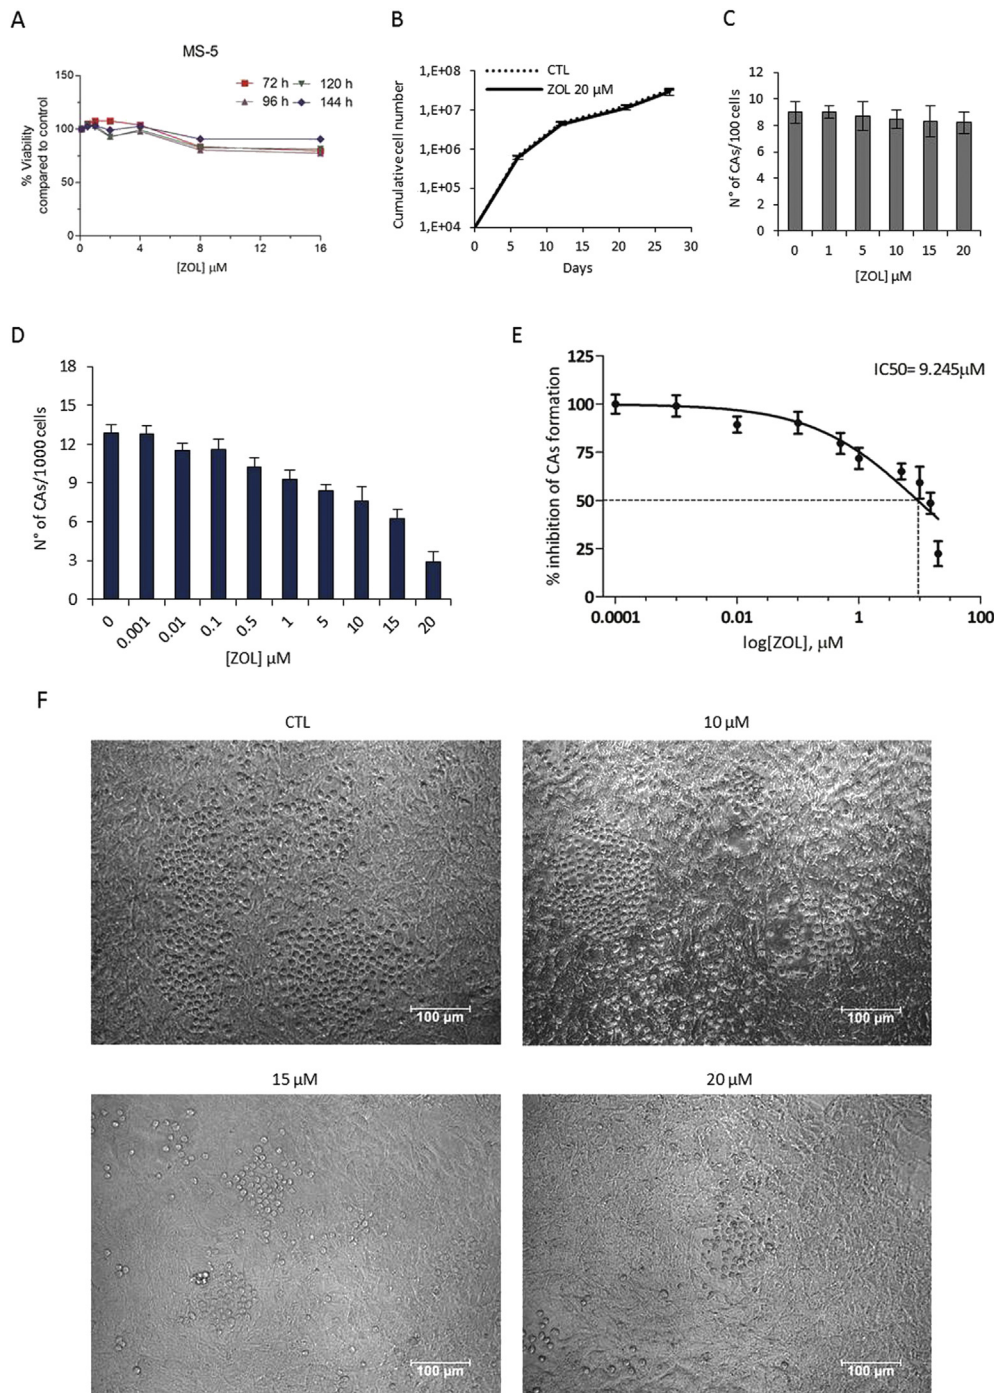 A
MS-5
150
100
50
0
% Viability
compared to control
72 h
120 h
96 h
144 h
0
4
8
12
16
[ZOL] µM
B
1,E+08
1,E+07
1,E+06
1,E+05
1,E+04
Cumulative cell number
CTL
ZOL 20 µM
0
5
10
15
20
25
30
Days
C
12
10
8
6
4
2
0
N° of CAs/100 cells
0
1
5
10
15
20
[ZOL] µM
D
18
15
12
9
6
3
0
N° of CAs/1000 cells
0
0.001
0.01
0.1
0.5
1
5
10
15
20
[ZOL] µM
E
125
100
75
50
25
0
% inhibition of CAs formation
IC50= 9.245µM
0.0001
0.01
1
100
log[ZOL], µM
F
CTL
100 µm
10 µM
100 µm
15 µM
100 µm
20 µM
100 µm